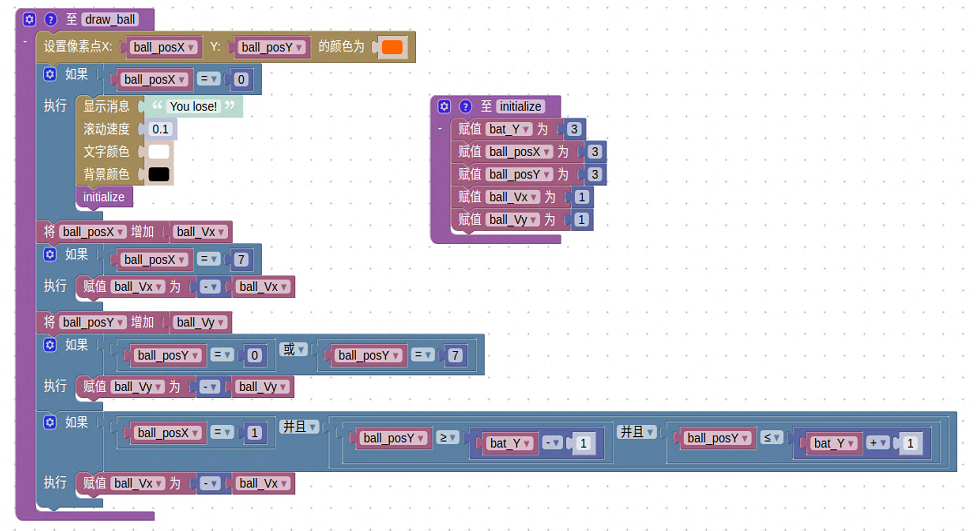 至 draw_ball
设置像素点X: ball_posX Y: ball_posY 的颜色为
如果 ball_posX = 0
执行 显示消息 “ You lose! ”
滚动速度 0.1
文字颜色
背景颜色
initialize
将 ball_posX 增加 ball_Vx
如果 ball_posX = 7
执行 赋值 ball_Vx 为 - ball_Vx
将 ball_posY 增加 ball_Vy
如果 ball_posY = 0 或 ball_posY = 7
执行 赋值 ball_Vy 为 - ball_Vy
如果 ball_posX = 1 并且 ball_posY ≥ bat_Y - 1 并且 ball_posY ≤ bat_Y + 1
执行 赋值 ball_Vx 为 - ball_Vx
至 initialize
赋值 bat_Y 为 3
赋值 ball_posX 为 3
赋值 ball_posY 为 3
赋值 ball_Vx 为 1
赋值 ball_Vy 为 1